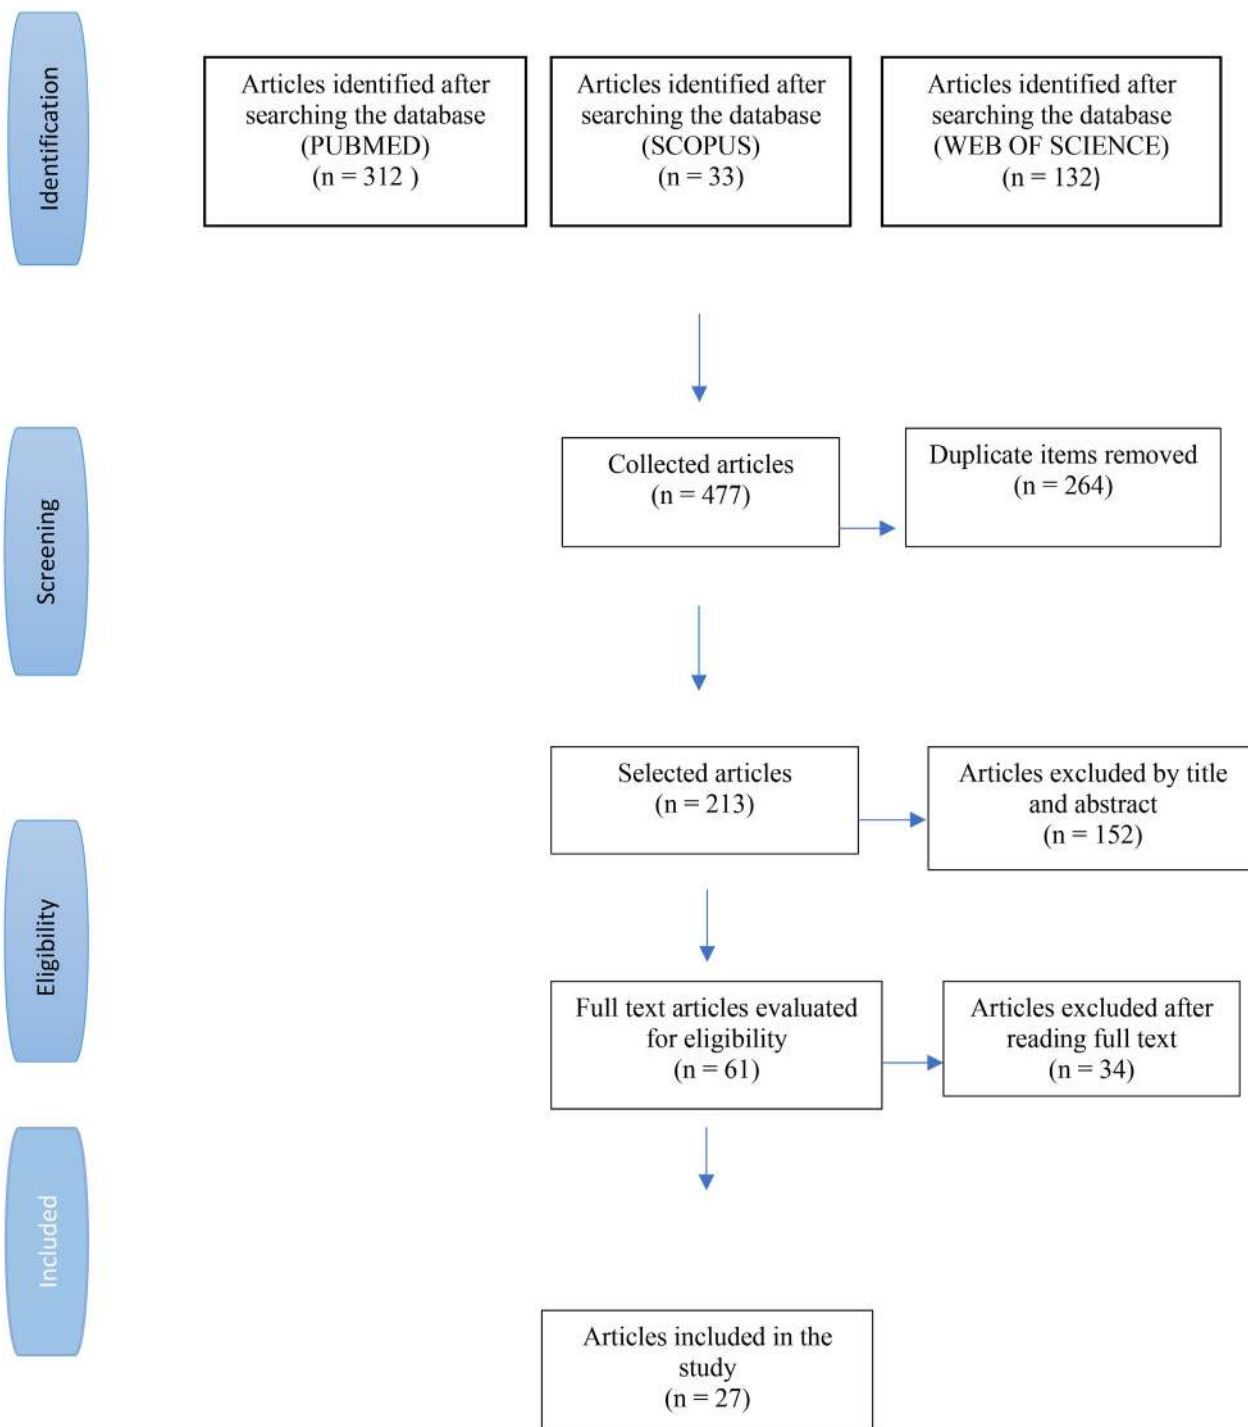 Identification
Articles identified after
searching the database
(PUBMED)
(n = 312 )
Articles identified after
searching the database
(SCOPUS)
(n = 33)
Articles identified after
searching the database
(WEB OF SCIENCE)
(n = 132)
Screening
Collected articles
(n = 477)
Duplicate items removed
(n = 264)
Selected articles
(n = 213)
Articles excluded by title
and abstract
(n = 152)
Eligibility
Full text articles evaluated
for eligibility
(n = 61)
Articles excluded after
reading full text
(n = 34)
Included
Articles included in the
study
(n = 27)